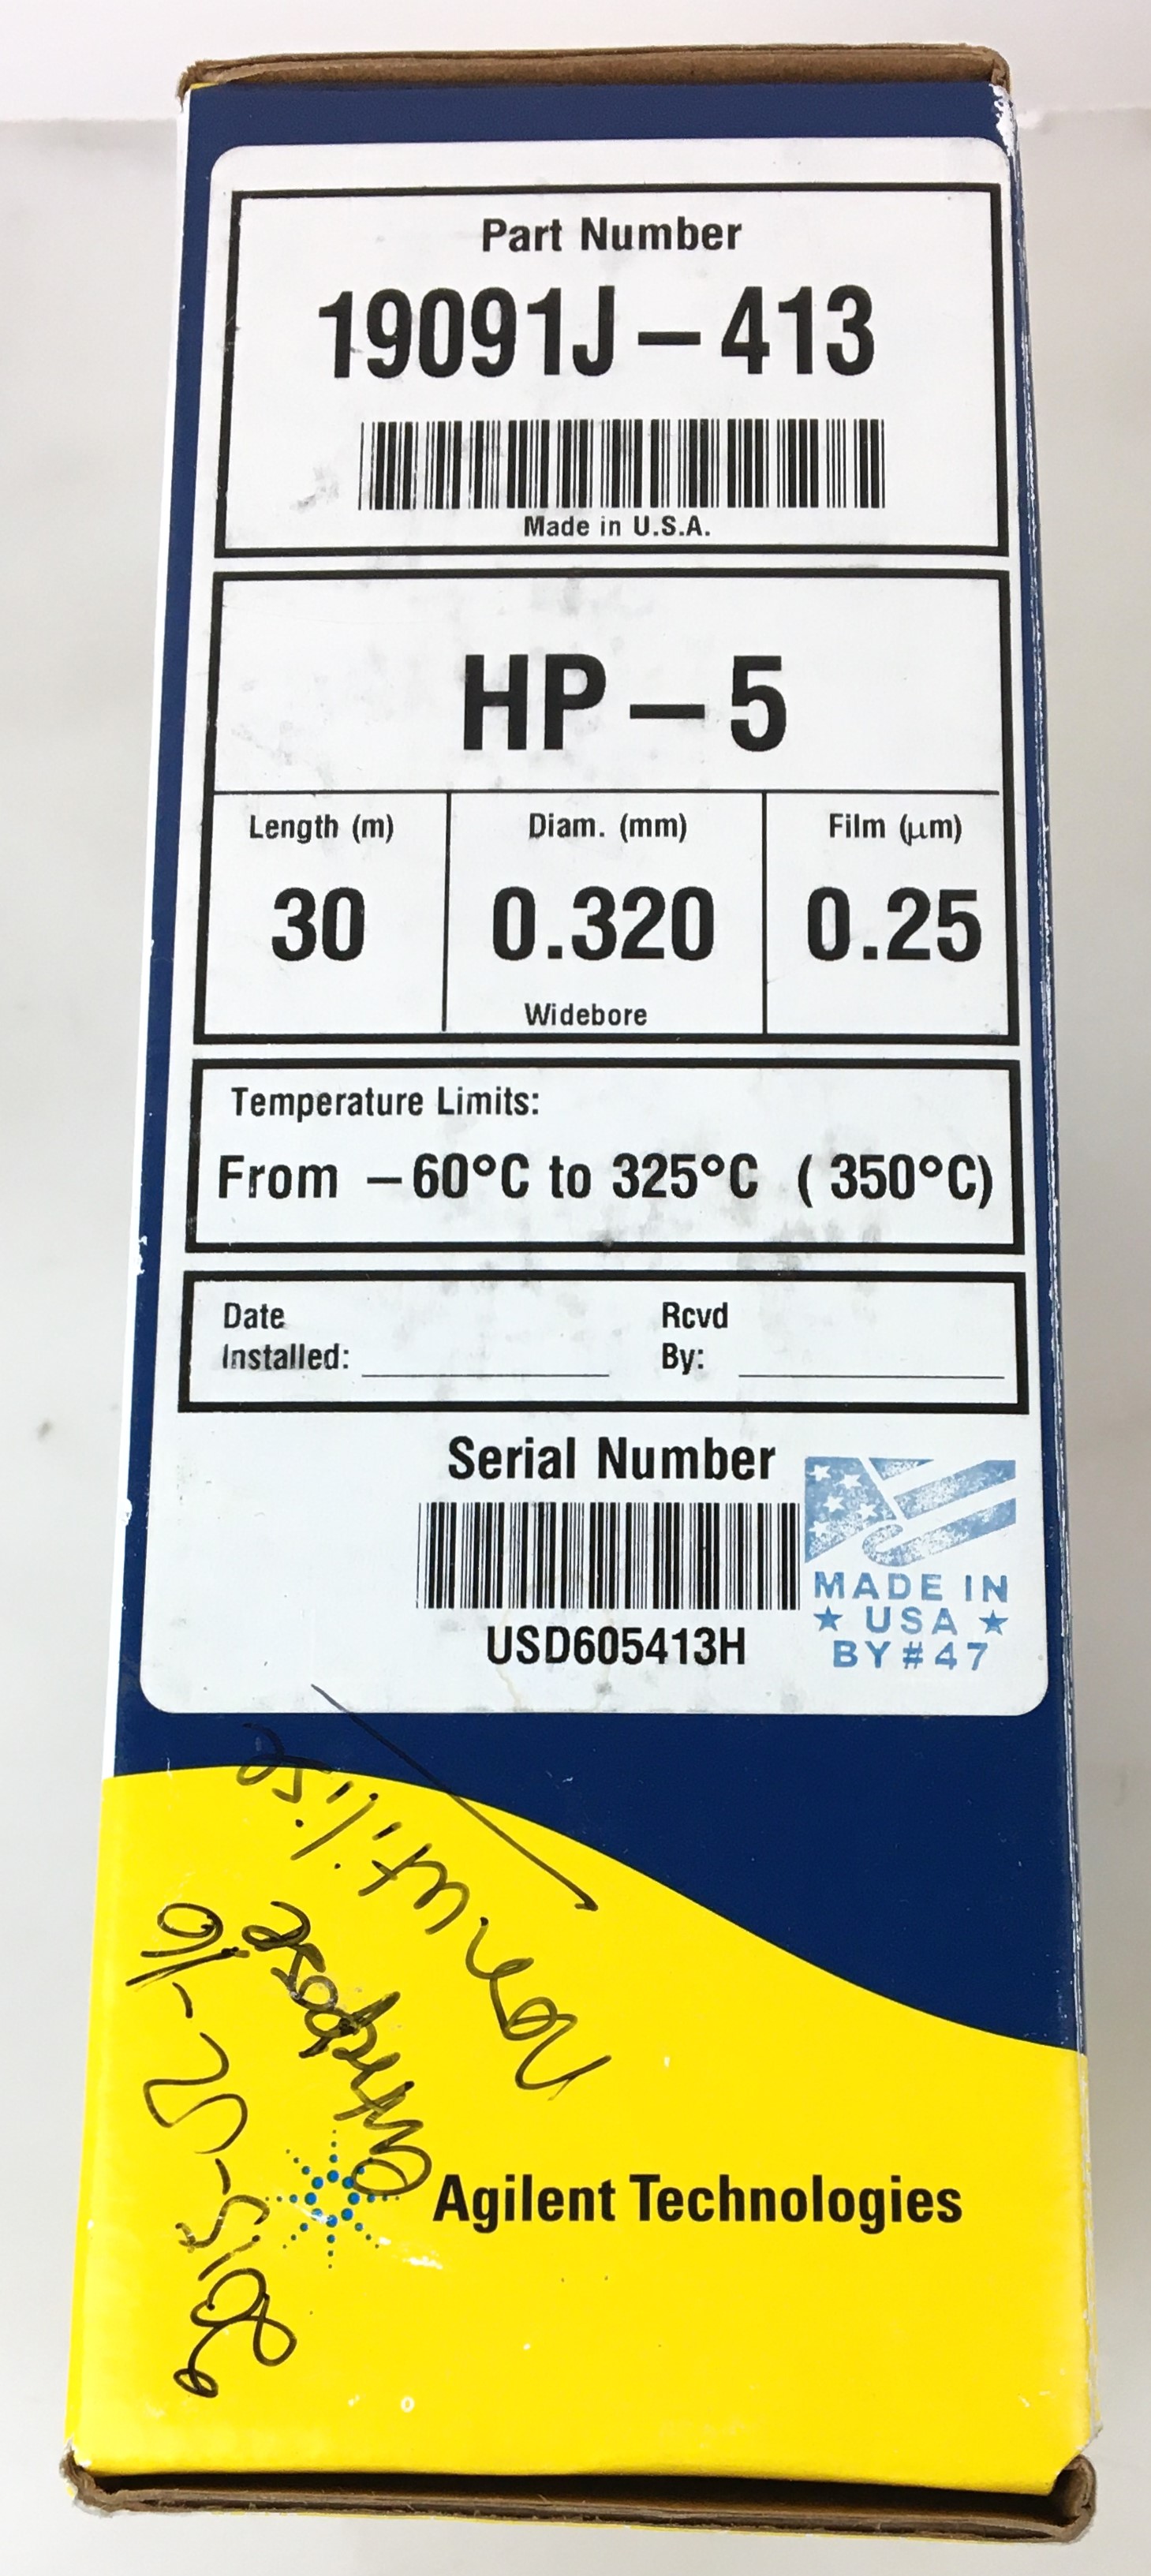 Part Number
19091J-413
Made in U.S.A.
HP-5
Length (m) Diam. (mm) Film (μm)
30 0.320 0.25
Widebore
Temperature Limits:
From -60°C to 325°C (350°C)
Date Rcvd
Installed: By:
Serial Number
USD605413H
MADE IN
★ USA ★
BY#47
Agilent Technologies